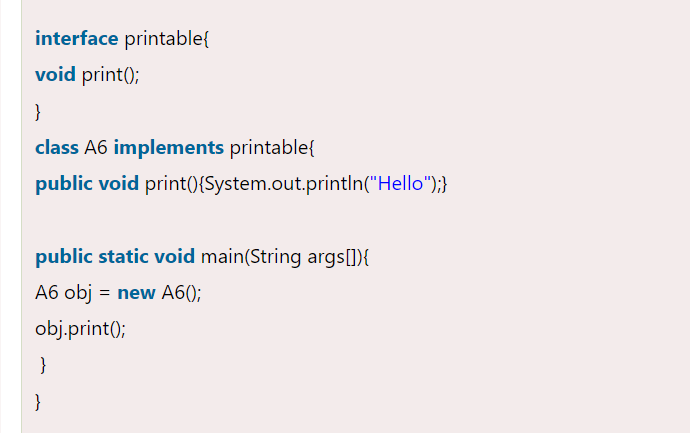 interface printable{
void print();
}
class A6 implements printable{
public void print(){System.out.println("Hello");}
public static void main(String args[]){
A6 obj = new A6();
obj.print();
}
}